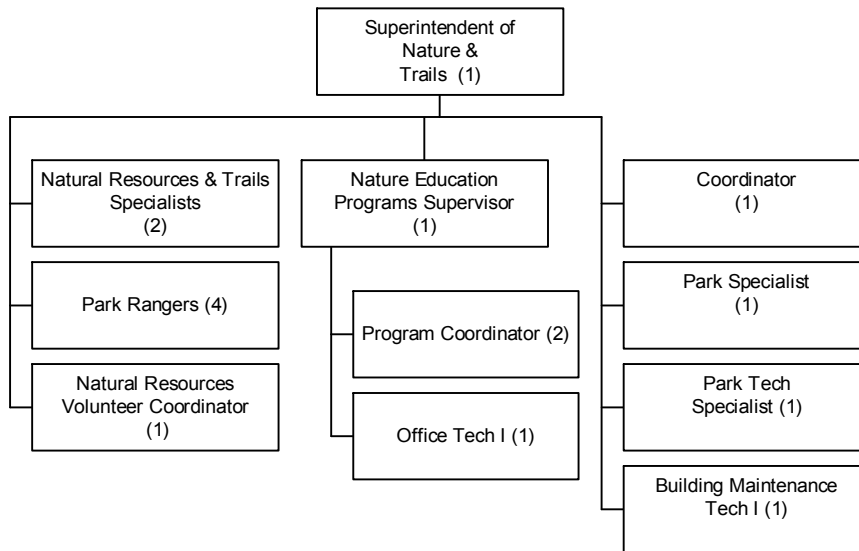 Superintendent of
Nature &
Trails (1)
Natural Resources & Trails
Specialists
(2)
Park Rangers (4)
Natural Resources
Volunteer Coordinator
(1)
Nature Education
Programs Supervisor
(1)
Program Coordinator (2)
Office Tech I (1)
Coordinator
(1)
Park Specialist
(1)
Park Tech
Specialist (1)
Building Maintenance
Tech I (1)